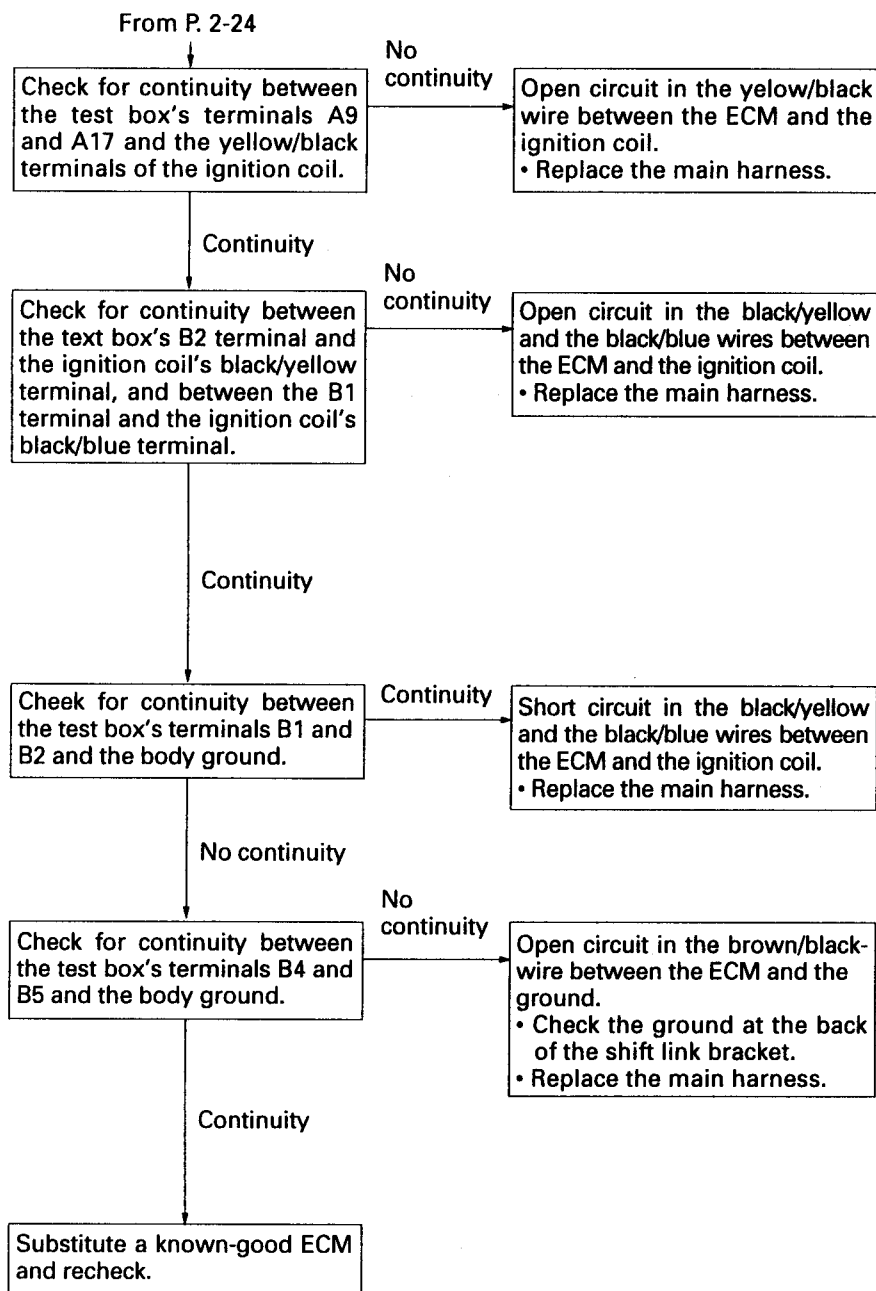 From P. 2-24
No
continuity
Check for continuity between
the test box's terminals A9
and A17 and the yellow/black
terminals of the ignition coil.
Open circuit in the yelow/black
wire between the ECM and the
ignition coil.
• Replace the main harness.
Continuity
No
continuity
Check for continuity between
the text box's B2 terminal and
the ignition coil's black/yellow
terminal, and between the B1
terminal and the ignition coil's
black/blue terminal.
Open circuit in the black/yellow
and the black/blue wires between
the ECM and the ignition coil.
• Replace the main harness.
Continuity
Cheek for continuity between
the test box's terminals B1 and
B2 and the body ground.
Continuity
Short circuit in the black/yellow
and the black/blue wires between
the ECM and the ignition coil.
• Replace the main harness.
No continuity
No
continuity
Check for continuity between
the test box's terminals B4 and
B5 and the body ground.
Open circuit in the brown/black-
wire between the ECM and the
ground.
• Check the ground at the back
of the shift link bracket.
• Replace the main harness.
Continuity
Substitute a known-good ECM
and recheck.